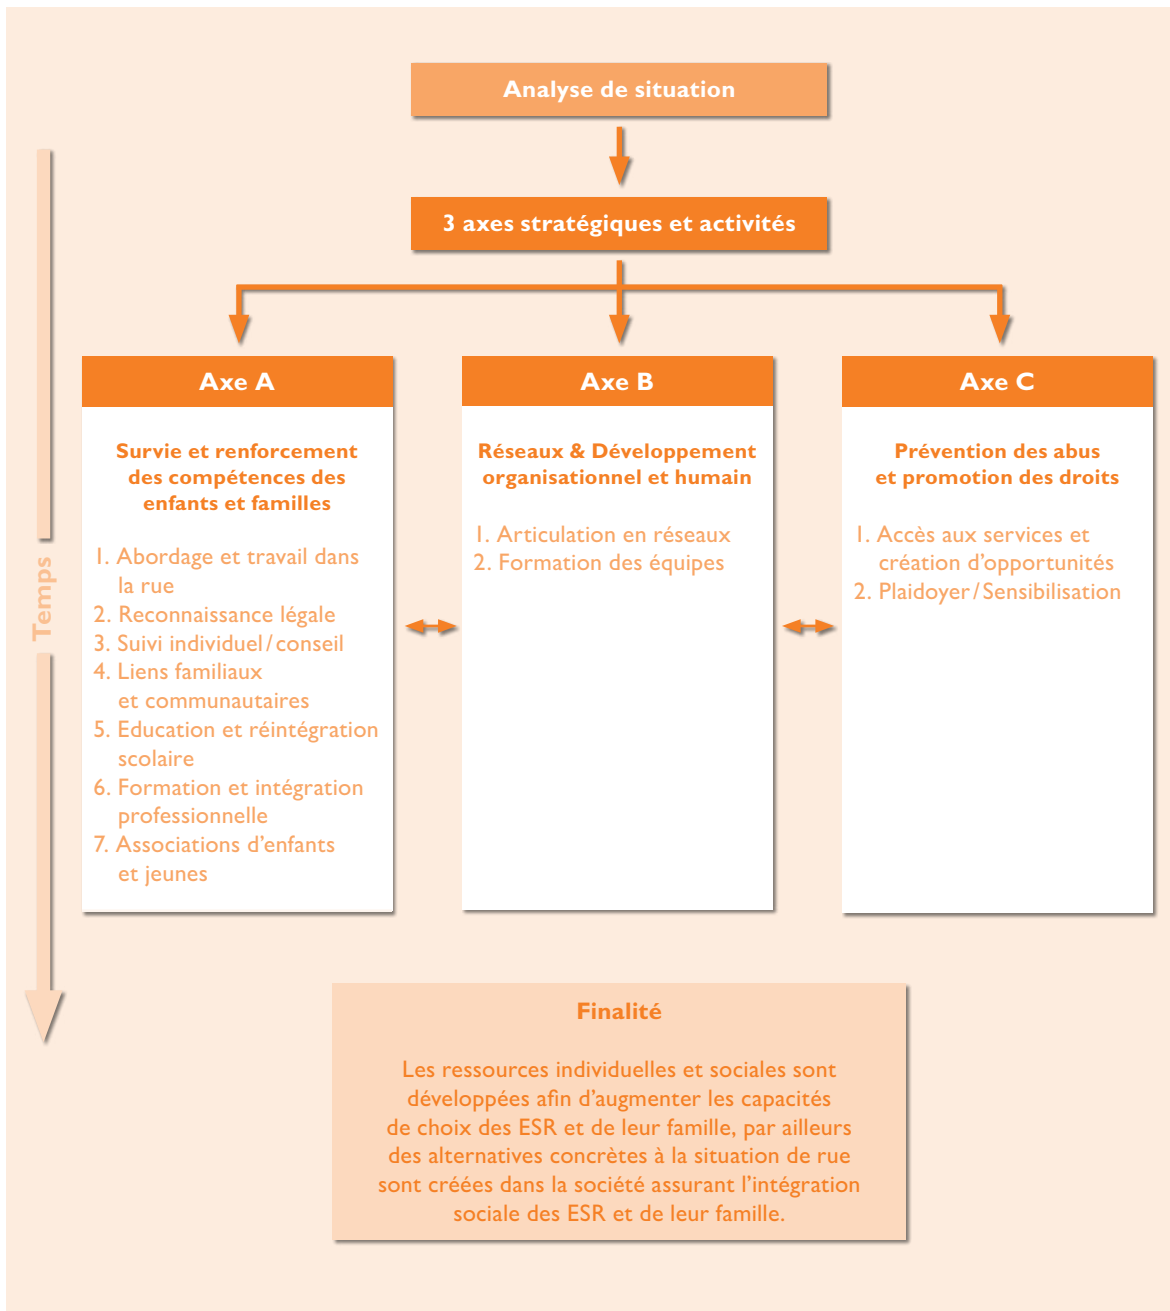 Analyse de situation
3 axes stratégiques et activités
Temps
Axe A
Survie et renforcement
des compétences des
enfants et familles
1. Abordage et travail dans
la rue
2. Reconnaissance légale
3. Suivi individuel/conseil
4. Liens familiaux
et communautaires
5. Education et réintégration
scolaire
6. Formation et intégration
professionnelle
7. Associations d’enfants
et jeunes
Axe B
Réseaux & Développement
organisationnel et humain
1. Articulation en réseaux
2. Formation des équipes
Axe C
Prévention des abus
et promotion des droits
1. Accès aux services et
création d’opportunités
2. Plaidoyer/Sensibilisation
Finalité
Les ressources individuelles et sociales sont
développées afin d’augmenter les capacités
de choix des ESR et de leur famille, par ailleurs
des alternatives concrètes à la situation de rue
sont créées dans la société assurant l’intégration
sociale des ESR et de leur famille.